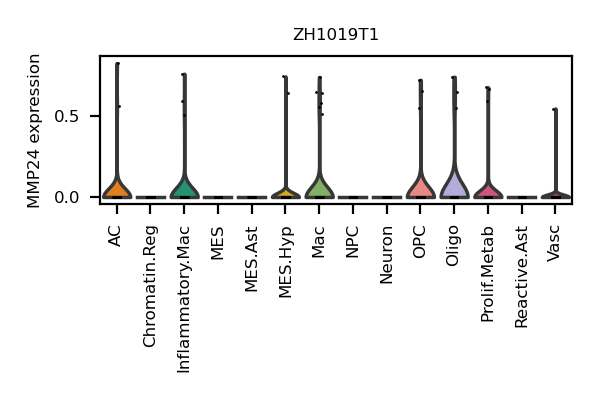 ZH1019T1
MMP24 expression
0.5
0.0
AC
Chromatin.Reg
Inflammatory.Mac
MES
MES.Ast
MES.Hyp
Mac
NPC
Neuron
OPC
Oligo
Prolif.Metab
Reactive.Ast
Vasc